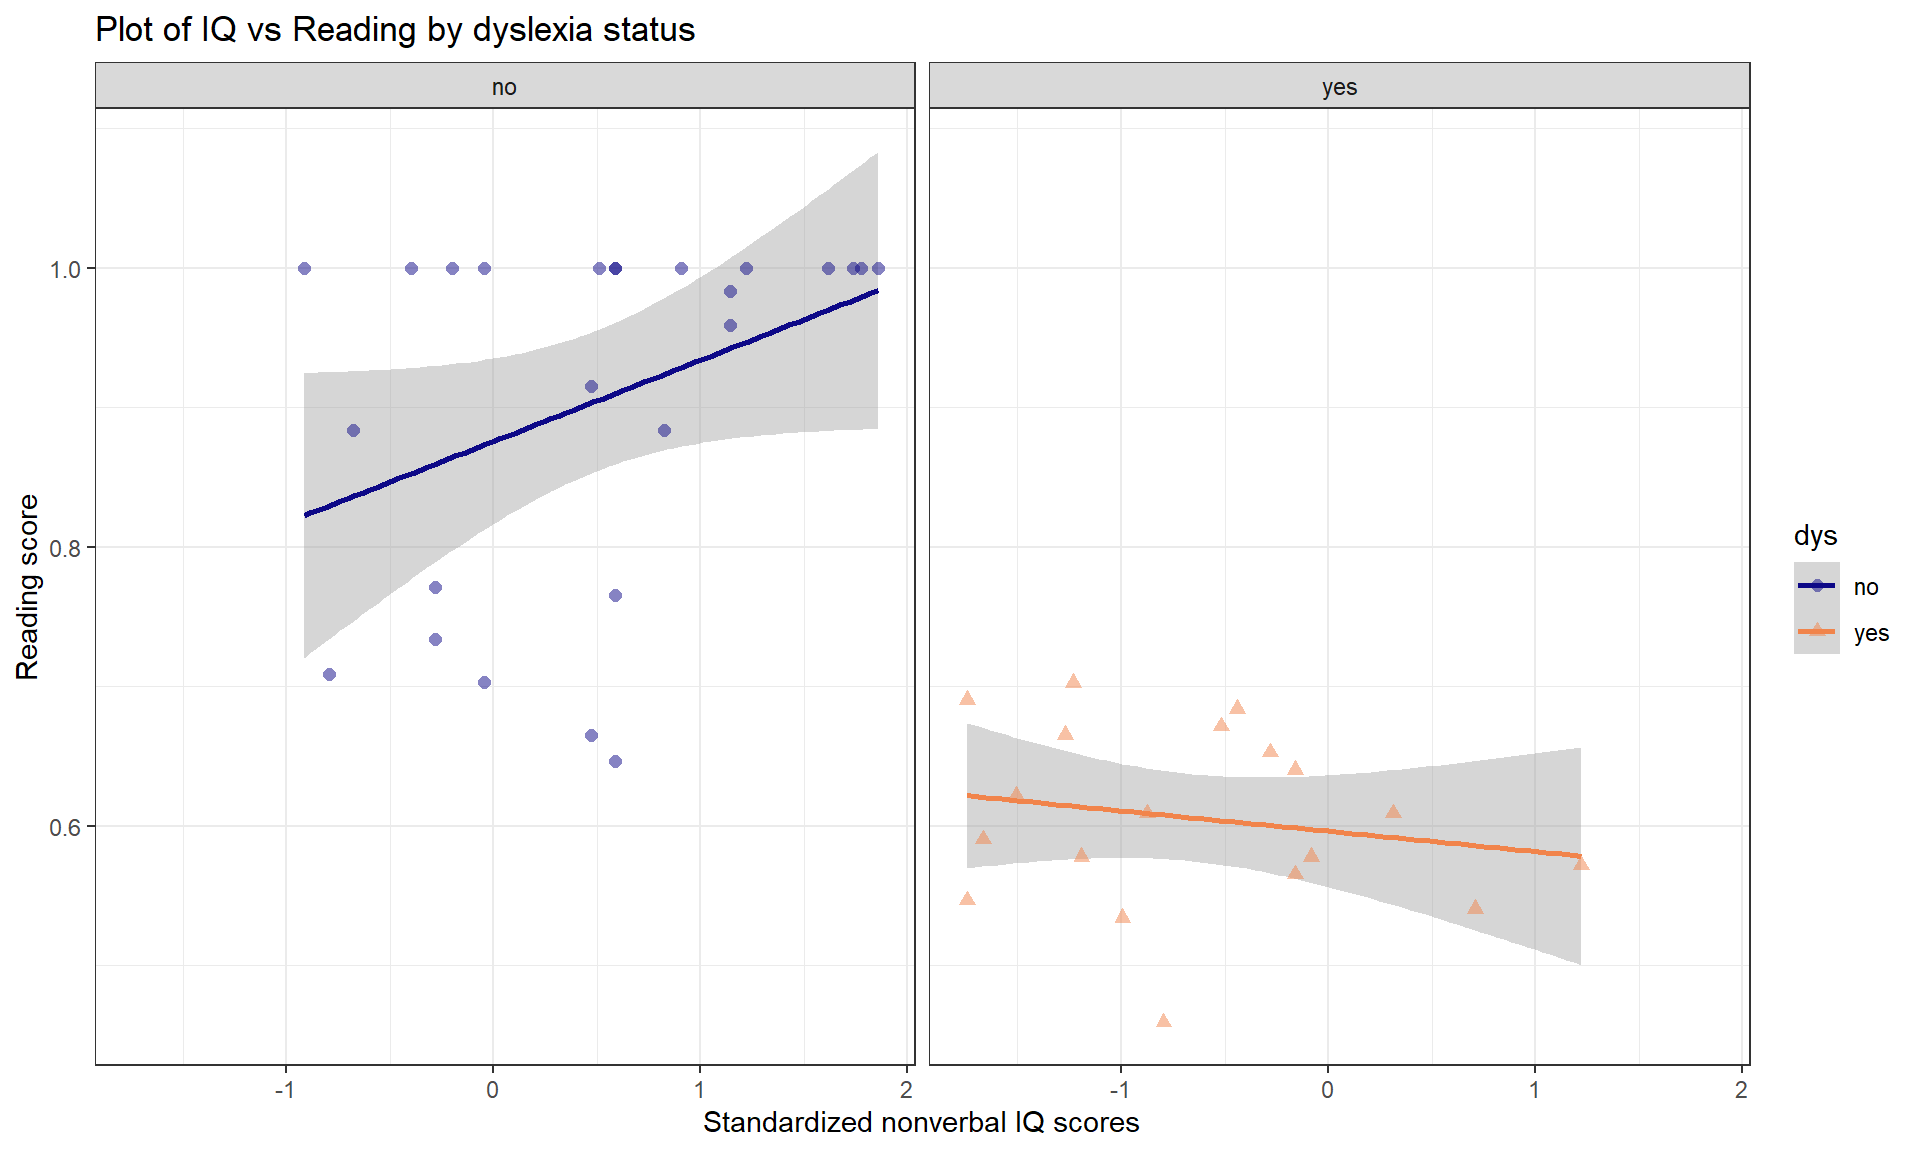 Plot of IQ vs Reading by dyslexia status
no
yes
Reading score
1.0
0.8
0.6
-1
0
1
2
-1
0
1
2
Standardized nonverbal IQ scores
dys
no
yes